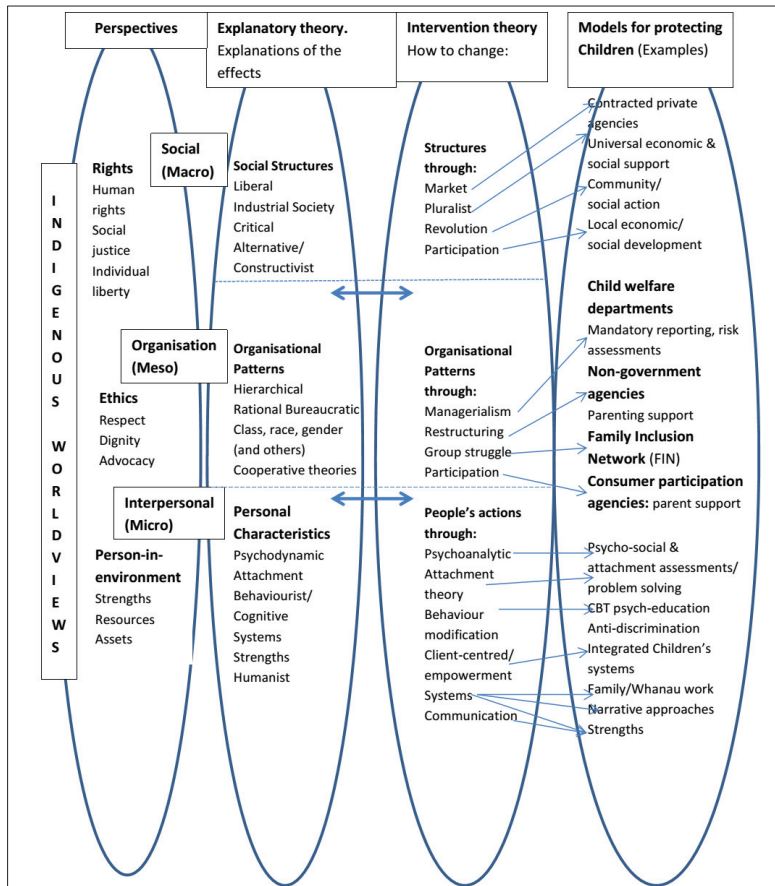 Perspectives
Explanatory theory.
Explanations of the
effects
Intervention theory
How to change:
Models for protecting
Children (Examples)
INDIGENOUS WORLDVIEWS
Social
(Macro)
Rights
Human
rights
Social
justice
Individual
liberty
Social Structures
Liberal
Industrial Society
Critical
Alternative/
Constructivist
Structures
through:
Market
Pluralist
Revolution
Participation
Contracted private
agencies
Universal economic &
social support
Community/
social action
Local economic/
social development
Organisation
(Meso)
Ethics
Respect
Dignity
Advocacy
Organisational
Patterns
Hierarchical
Rational Bureaucratic
Class, race, gender
(and others)
Cooperative theories
Organisational
Patterns
through:
Managerialism
Restructuring
Group struggle
Participation
Child welfare
departments
Mandatory reporting, risk
assessments
Non-government
agencies
Parenting support
Family Inclusion
Network (FIN)
Consumer participation
agencies: parent support
Interpersonal
(Micro)
Person-in-
environment
Strengths
Resources
Assets
Personal
Characteristics
Psychodynamic
Attachment
Behaviourist/
Cognitive
Systems
Strengths
Humanist
People's actions
through:
Psychoanalytic
Attachment
theory
Behaviour
modification
Client-centred/
empowerment
Systems
Communication
Psycho-social &
attachment assessments/
problem solving
CBT psych-education
Anti-discrimination
Integrated Children's
systems
Family/Whanau work
Narrative approaches
Strengths